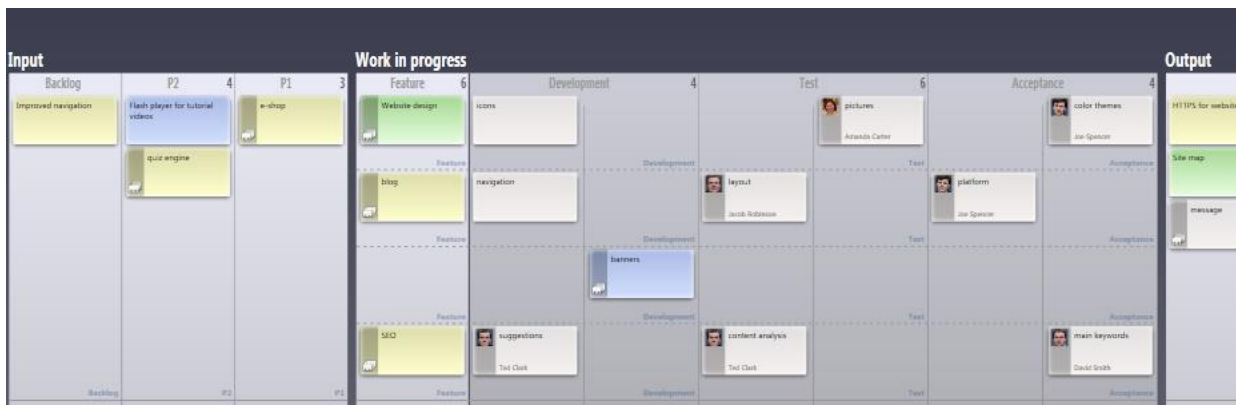 Input
Work in progress
Output
Backlog
P2 4
P1 3
Feature 6
Development 4
Test 6
Acceptance 4
Improved navigation
Flash player for tutorial
videos
e-shop
Website design
icons
pictures
Amanda Carter
color themes
Joe Spencer
HTTPS for website
quiz engine
Feature
Development
Test
Acceptance
Site map
blog
navigation
layout
Jacob Robinson
platform
Joe Spencer
message
Feature
Development
Test
Acceptance
banners
Feature
Development
Test
Acceptance
SEO
suggestions
Ted Clark
content analysis
Ted Clark
main keywords
David Smith
Backlog
P2
P1
Feature
Development
Test
Acceptance